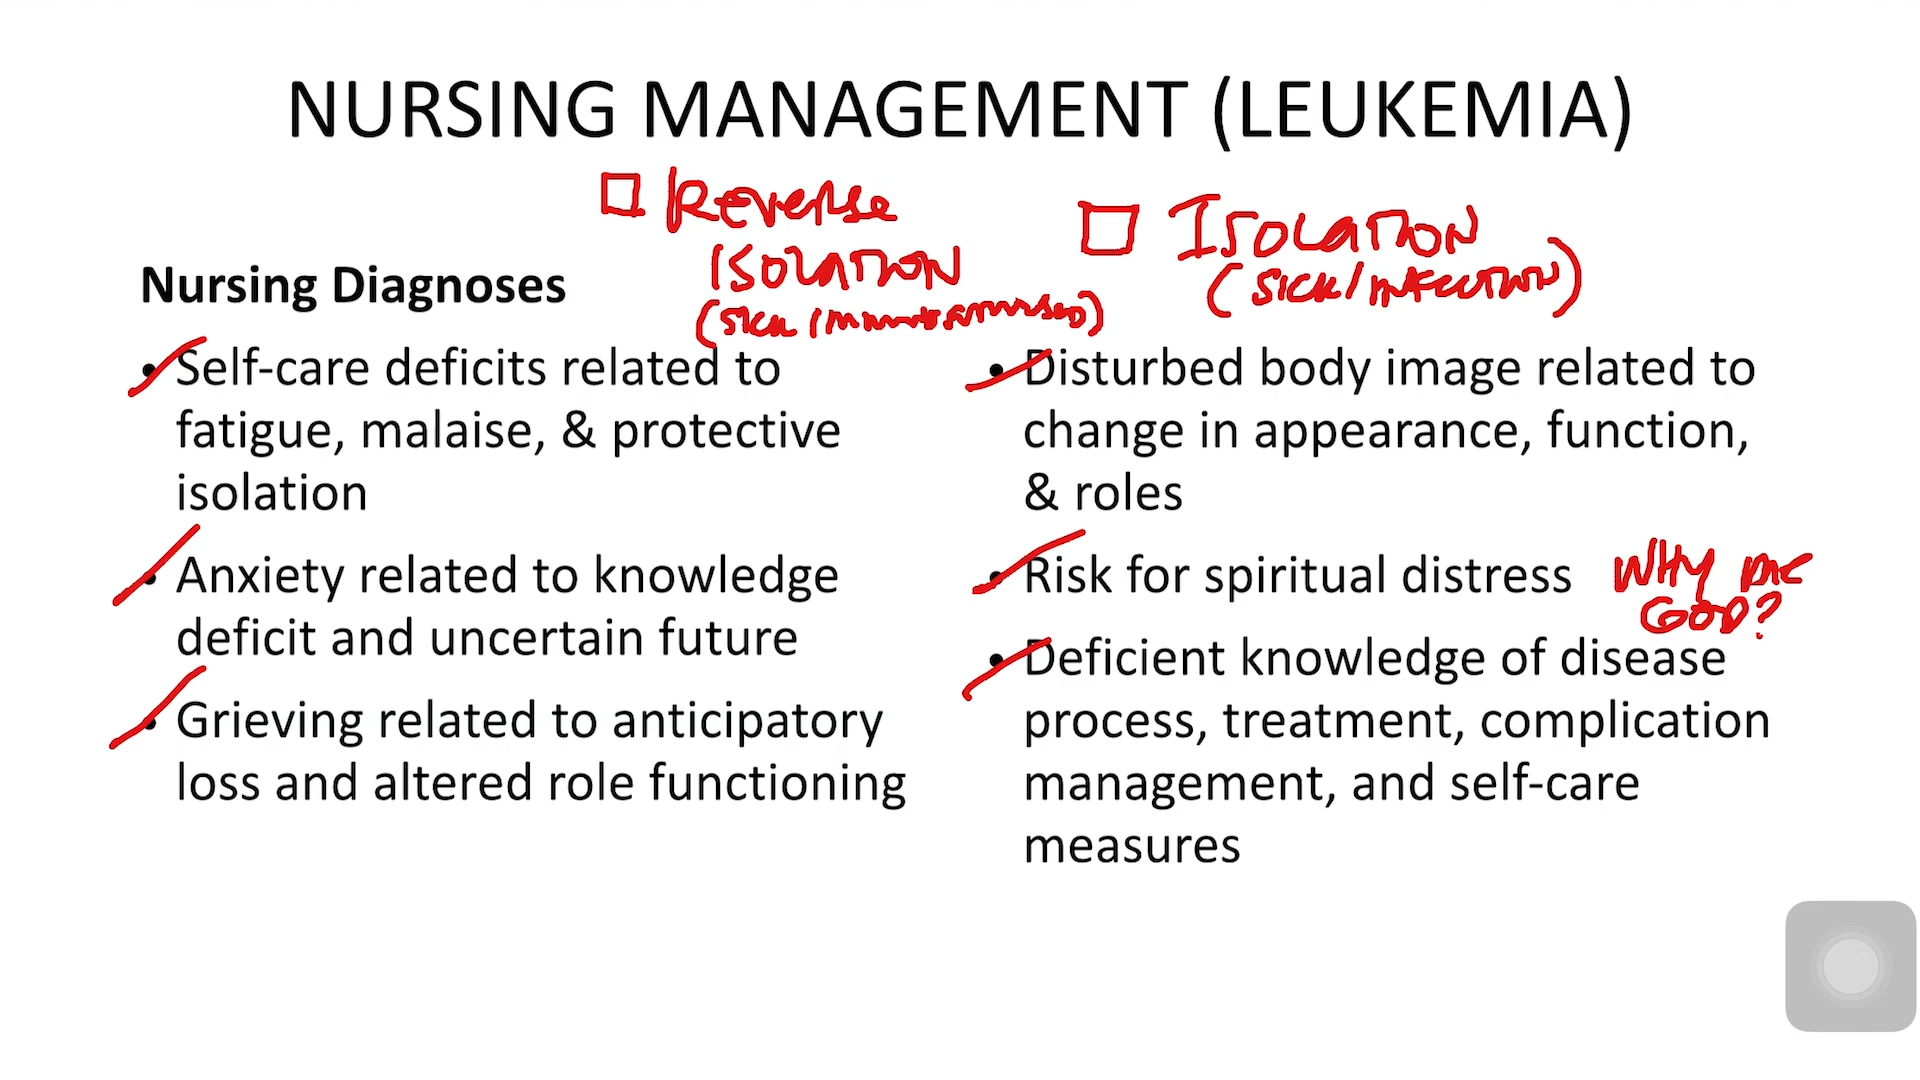 NURSING MANAGEMENT (LEUKEMIA)
REVERSE
ISOLATION
(SICK / IMMUNOCOMPROMISED)
ISOLATION
(SICK / INFECTION)
Nursing Diagnoses
• Self-care deficits related to
fatigue, malaise, & protective
isolation
• Anxiety related to knowledge
deficit and uncertain future
• Grieving related to anticipatory
loss and altered role functioning
• Disturbed body image related to
change in appearance, function,
& roles
• Risk for spiritual distress
WHY ME
GOD?
• Deficient knowledge of disease
process, treatment, complication
management, and self-care
measures